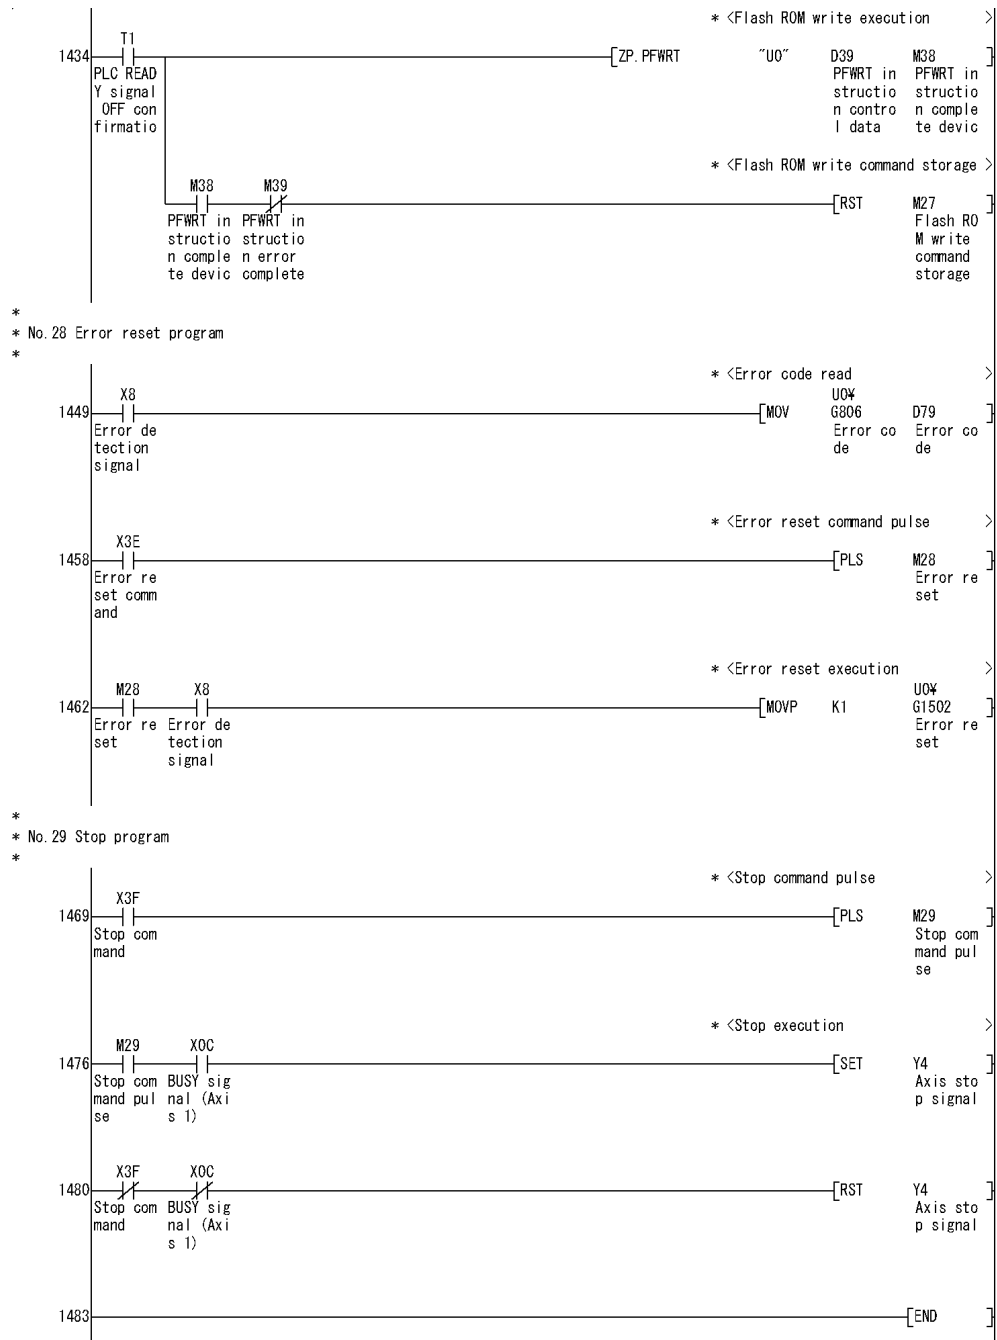 * <Flash ROM write execution >
T1
1434 [ZP.PFWRT "U0" D39 M38 ]
PLC READ PFWRT in PFWRT in
Y signal structio structio
OFF con n contro n comple
firmatio l data te devic
* <Flash ROM write command storage >
M38 M39
[RST M27 ]
PFWRT in PFWRT in Flash RO
structio structio M write
n comple n error command
te devic complete storage
*
* No.28 Error reset program
*
* <Error code read >
X8 U0¥
1449 [MOV G806 D79 ]
Error de Error co Error co
tection de de
signal
* <Error reset command pulse >
X3E
1458 [PLS M28 ]
Error re Error re
set comm set
and
* <Error reset execution >
M28 X8 U0¥
1462 [MOVP K1 G1502 ]
Error re Error de Error re
set tection set
signal
*
* No.29 Stop program
*
* <Stop command pulse >
X3F
1469 [PLS M29 ]
Stop com Stop com
mand mand pul
se
* <Stop execution >
M29 X0C
1476 [SET Y4 ]
Stop com BUSY sig Axis sto
mand pul nal (Axi p signal
se s 1)
X3F X0C
1480 [RST Y4 ]
Stop com BUSY sig Axis sto
mand nal (Axi p signal
s 1)
1483 [END ]